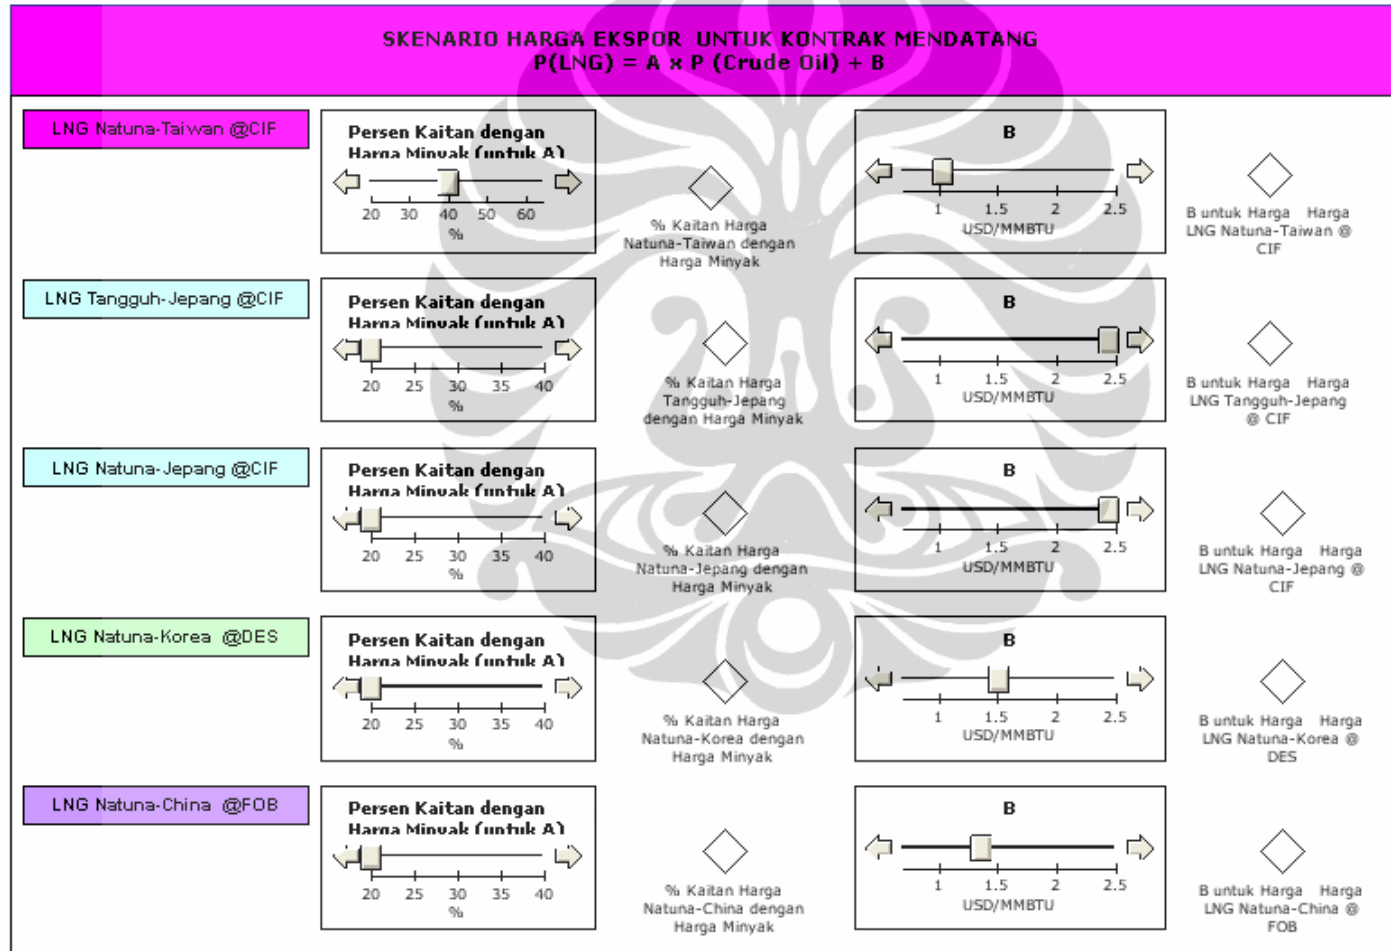 SKENARIO HARGA EKSPOR UNTUK KONTRAK MENDATANG
P(LNG) = A x P (Crude Oil) + B
LNG Natuna-Taiwan @CIF
Persen Kaitan dengan
Harga Minyak (untuk A)
20 30 40 50 60
%
% Kaitan Harga
Natuna-Taiwan dengan
Harga Minyak
B
1 1.5 2 2.5
USD/MMBTU
B untuk Harga Harga
LNG Natuna-Taiwan @
CIF
LNG Tangguh-Jepang @CIF
Persen Kaitan dengan
Harga Minyak (untuk A)
20 25 30 35 40
%
% Kaitan Harga
Tangguh-Jepang
dengan Harga Minyak
B
1 1.5 2 2.5
USD/MMBTU
B untuk Harga Harga
LNG Tangguh-Jepang
@ CIF
LNG Natuna-Jepang @CIF
Persen Kaitan dengan
Harga Minyak (untuk A)
20 25 30 35 40
%
% Kaitan Harga
Natuna-Jepang dengan
Harga Minyak
B
1 1.5 2 2.5
USD/MMBTU
B untuk Harga Harga
LNG Natuna-Jepang @
CIF
LNG Natuna-Korea @DES
Persen Kaitan dengan
Harga Minyak (untuk A)
20 25 30 35 40
%
% Kaitan Harga
Natuna-Korea dengan
Harga Minyak
B
1 1.5 2 2.5
USD/MMBTU
B untuk Harga Harga
LNG Natuna-Korea @
DES
LNG Natuna-China @FOB
Persen Kaitan dengan
Harga Minyak (untuk A)
20 25 30 35 40
%
% Kaitan Harga
Natuna-China dengan
Harga Minyak
B
1 1.5 2 2.5
USD/MMBTU
B untuk Harga Harga
LNG Natuna-China @
FOB